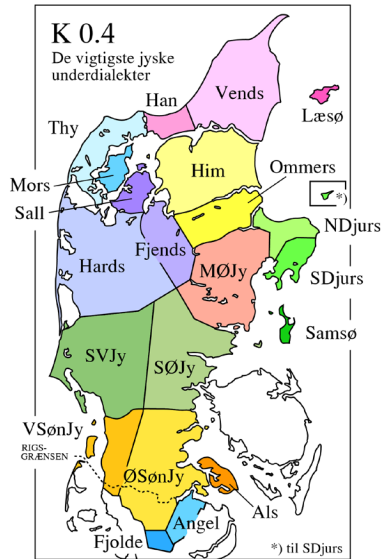 K 0.4
De vigtigste jyske
underdialekter
Vends
Han
Læsø
Thy
Him
Ommers
Mors
*)
Sall
NDjurs
Fjends
Hards
MØJy
SDjurs
Samsø
SVJy
SØJy
VSønJy
RIGS-
GRÆNSEN
ØSønJy
Als
Angel
Fjolde
*) til SDjurs